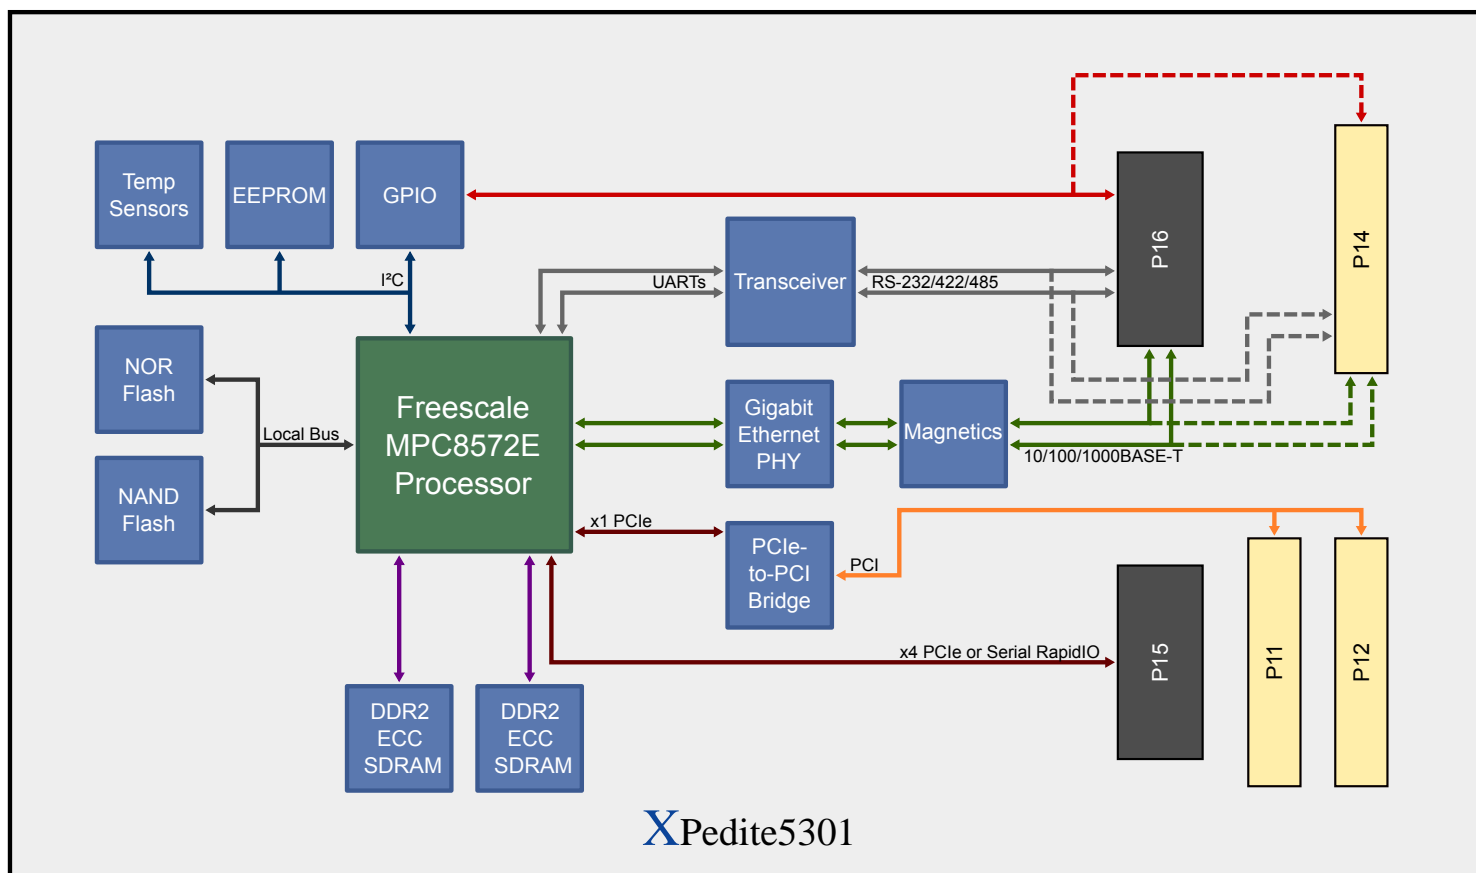 Temp
Sensors
EEPROM
GPIO
I²C
P16
P14
UARTs
Transceiver
RS-232/422/485
NOR
Flash
Local Bus
NAND
Flash
Freescale
MPC8572E
Processor
Gigabit
Ethernet
PHY
Magnetics
10/100/1000BASE-T
x1 PCIe
PCIe-
to-PCI
Bridge
PCI
x4 PCIe or Serial RapidIO
P15
P11
P12
DDR2
ECC
SDRAM
DDR2
ECC
SDRAM
XPedite5301